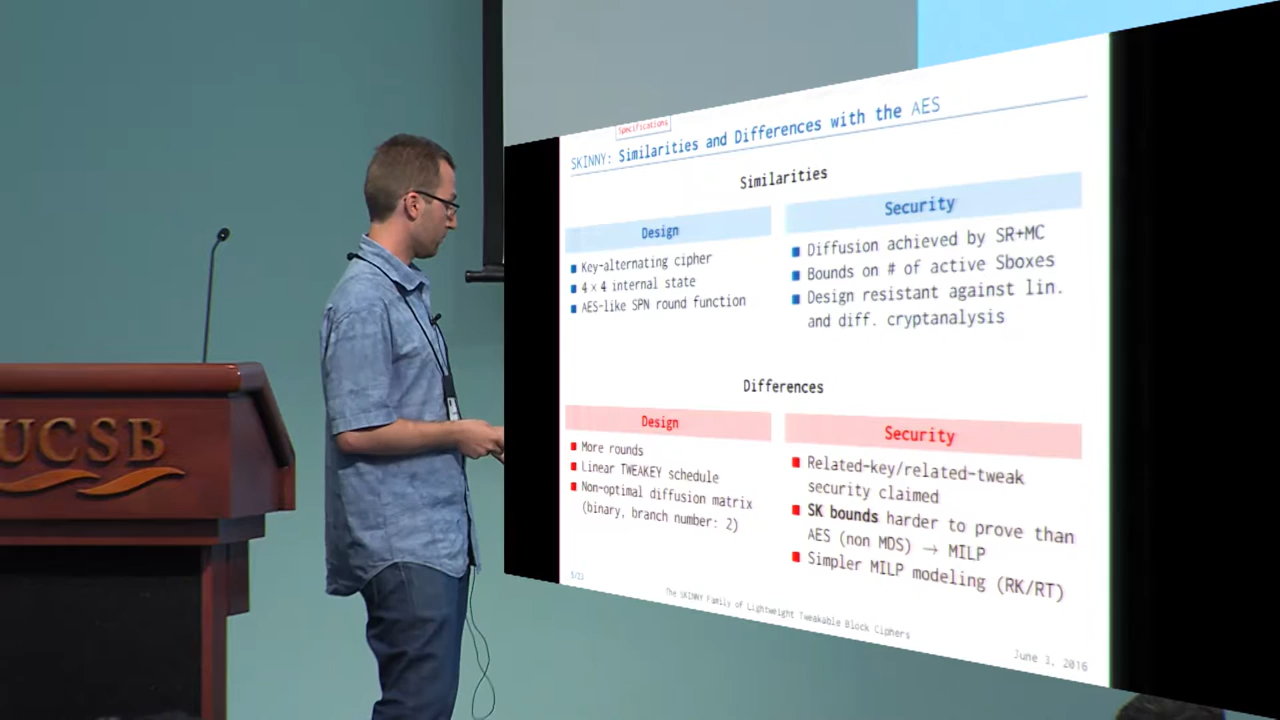 UCSB
Specifications
SKINNY: Similarities and Differences with the AES
Similarities
Design
Key-alternating cipher
4 × 4 internal state
AES-like SPN round function
Security
Diffusion achieved by SR+MC
Bounds on # of active Sboxes
Design resistant against lin.
and diff. cryptanalysis
Differences
Design
More rounds
Linear TWEAKEY schedule
Non-optimal diffusion matrix
(binary, branch number: 2)
Security
Related-key/related-tweak
security claimed
SK bounds harder to prove than
AES (non MDS) → MILP
Simpler MILP modeling (RK/RT)
The SKINNY Family of Lightweight Tweakable Block Ciphers
June 3, 2016